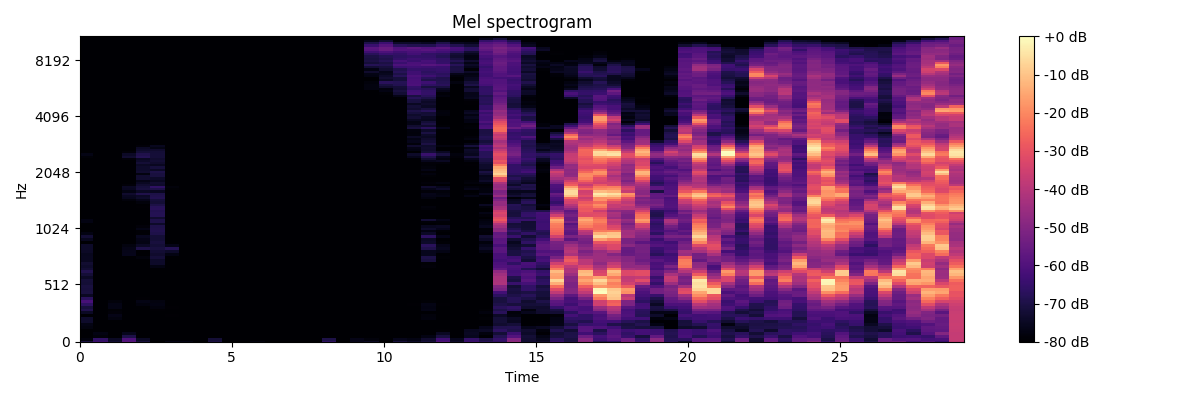 Mel spectrogram
Hz
8192
4096
2048
1024
512
0
0 5 10 15 20 25
Time
+0 dB
-10 dB
-20 dB
-30 dB
-40 dB
-50 dB
-60 dB
-70 dB
-80 dB